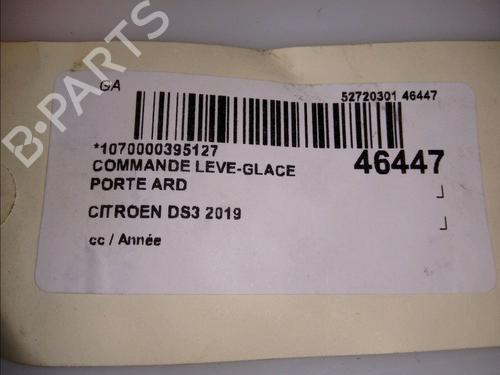 GA
52720301 46447
*1070000395127
46447
COMMANDE LEVE-GLACE
PORTE ARD
CITROEN DS3 2019
cc / Année
B-PARTS